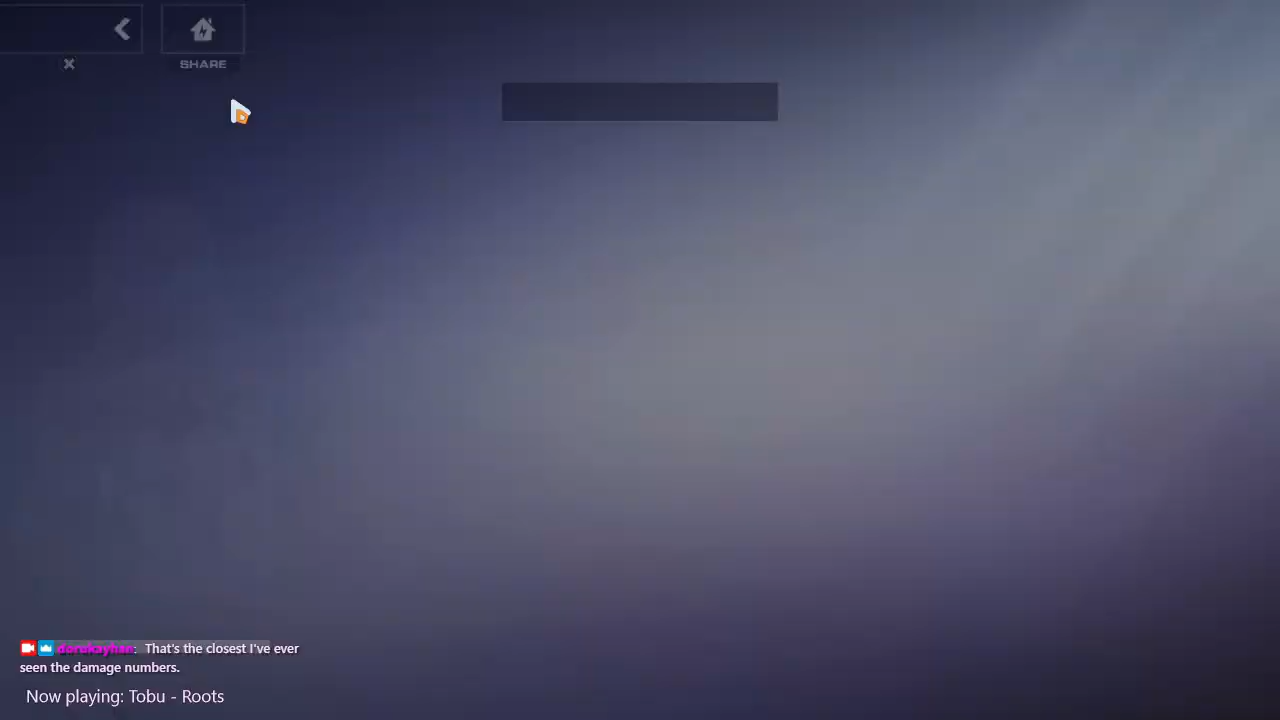 X
SHARE
dorukayhan: That's the closest I've ever
seen the damage numbers.
Now playing: Tobu - Roots